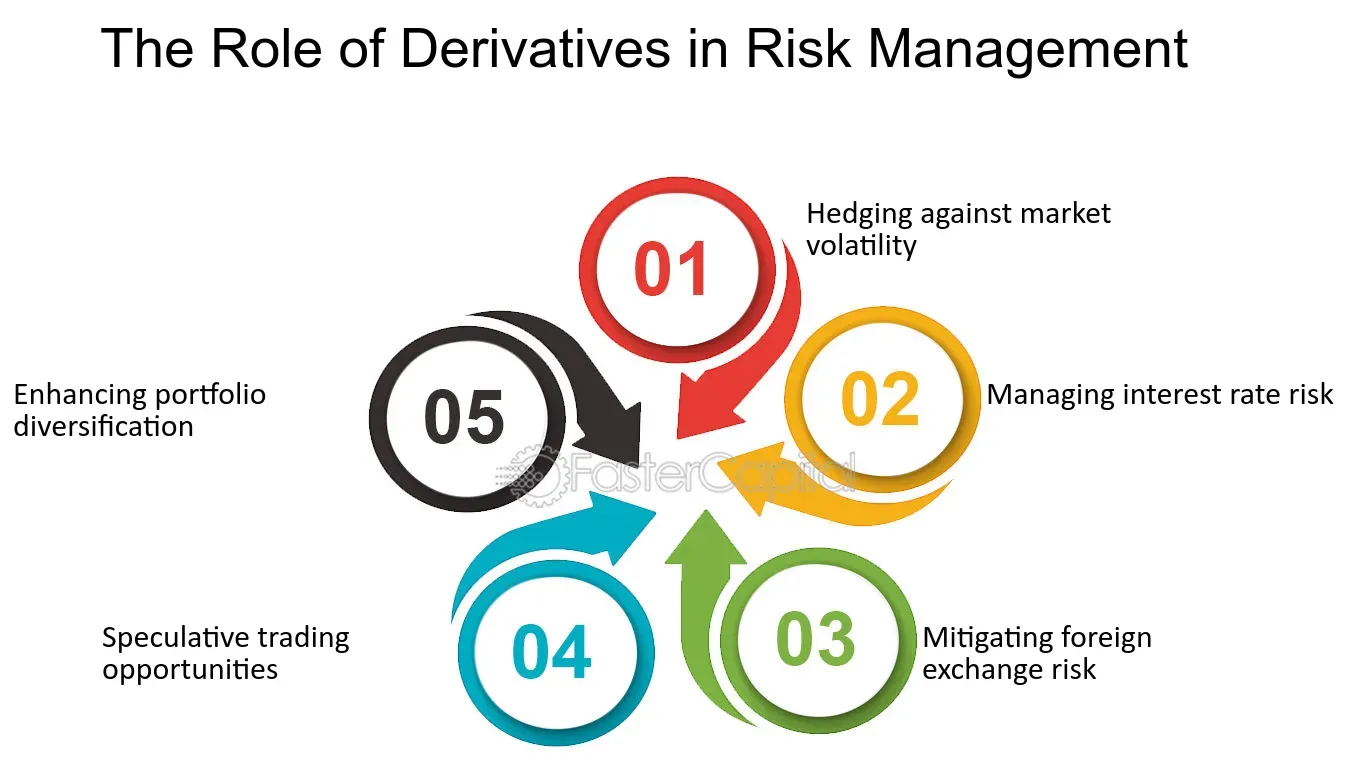 The Role of Derivatives in Risk Management
01
Hedging against market
volatility
02
Managing interest rate risk
03
Mitigating foreign
exchange risk
04
Speculative trading
opportunities
05
Enhancing portfolio
diversification
FasterCapital